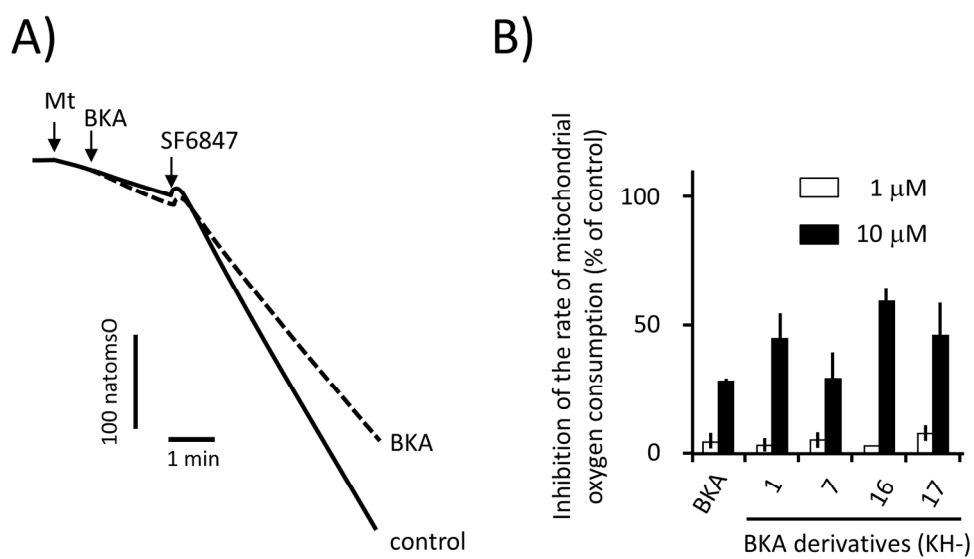 A)
Mt
BKA
SF6847
100 natomsO
1 min
BKA
control
B)
Inhibition of the rate of mitochondrial
oxygen consumption (% of control)
100
50
0
1 μM
10 μM
BKA
1
7
16
17
BKA derivatives (KH-)